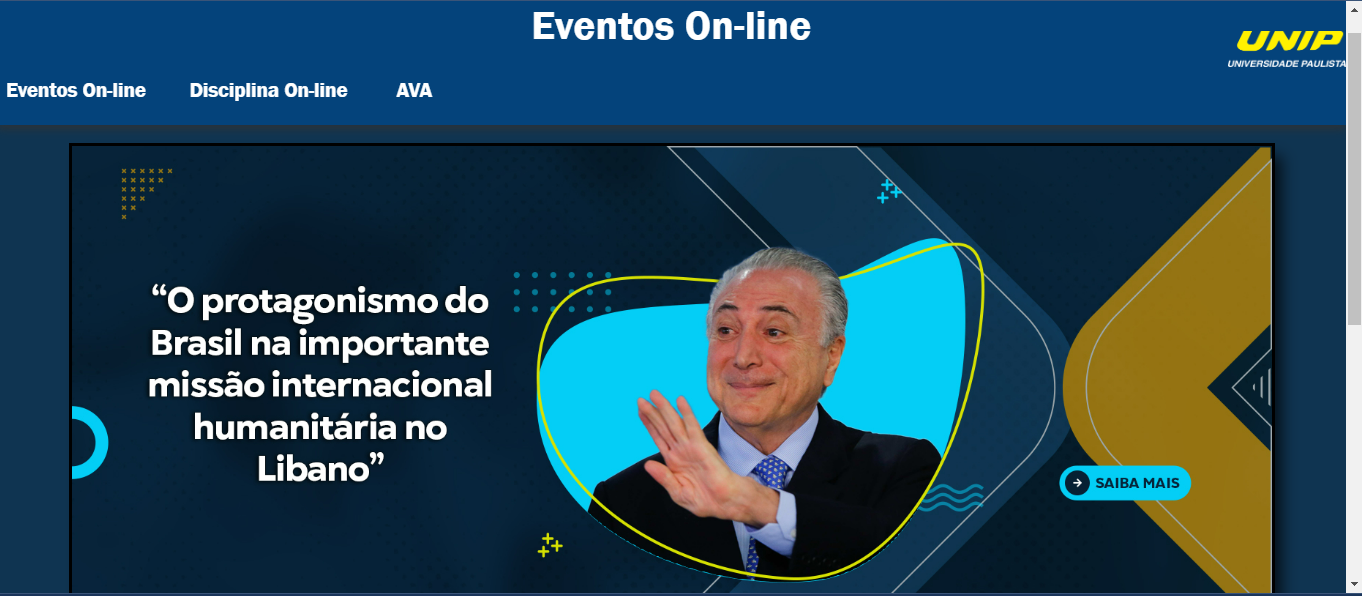 Eventos On-line
UNIP
UNIVERSIDADE PAULISTA
Eventos On-line
Disciplina On-line
AVA
“O protagonismo do
Brasil na importante
missão internacional
humanitária no
Libano”
SAIBA MAIS